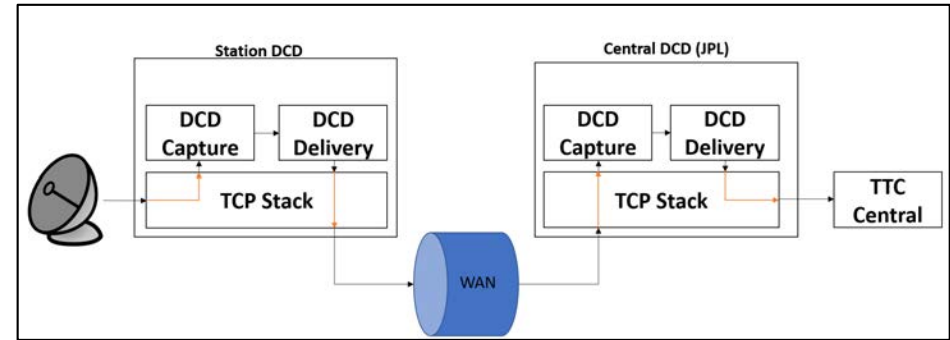 Station DCD
DCD
Capture
DCD
Delivery
TCP Stack
WAN
Central DCD (JPL)
DCD
Capture
DCD
Delivery
TCP Stack
TTC
Central